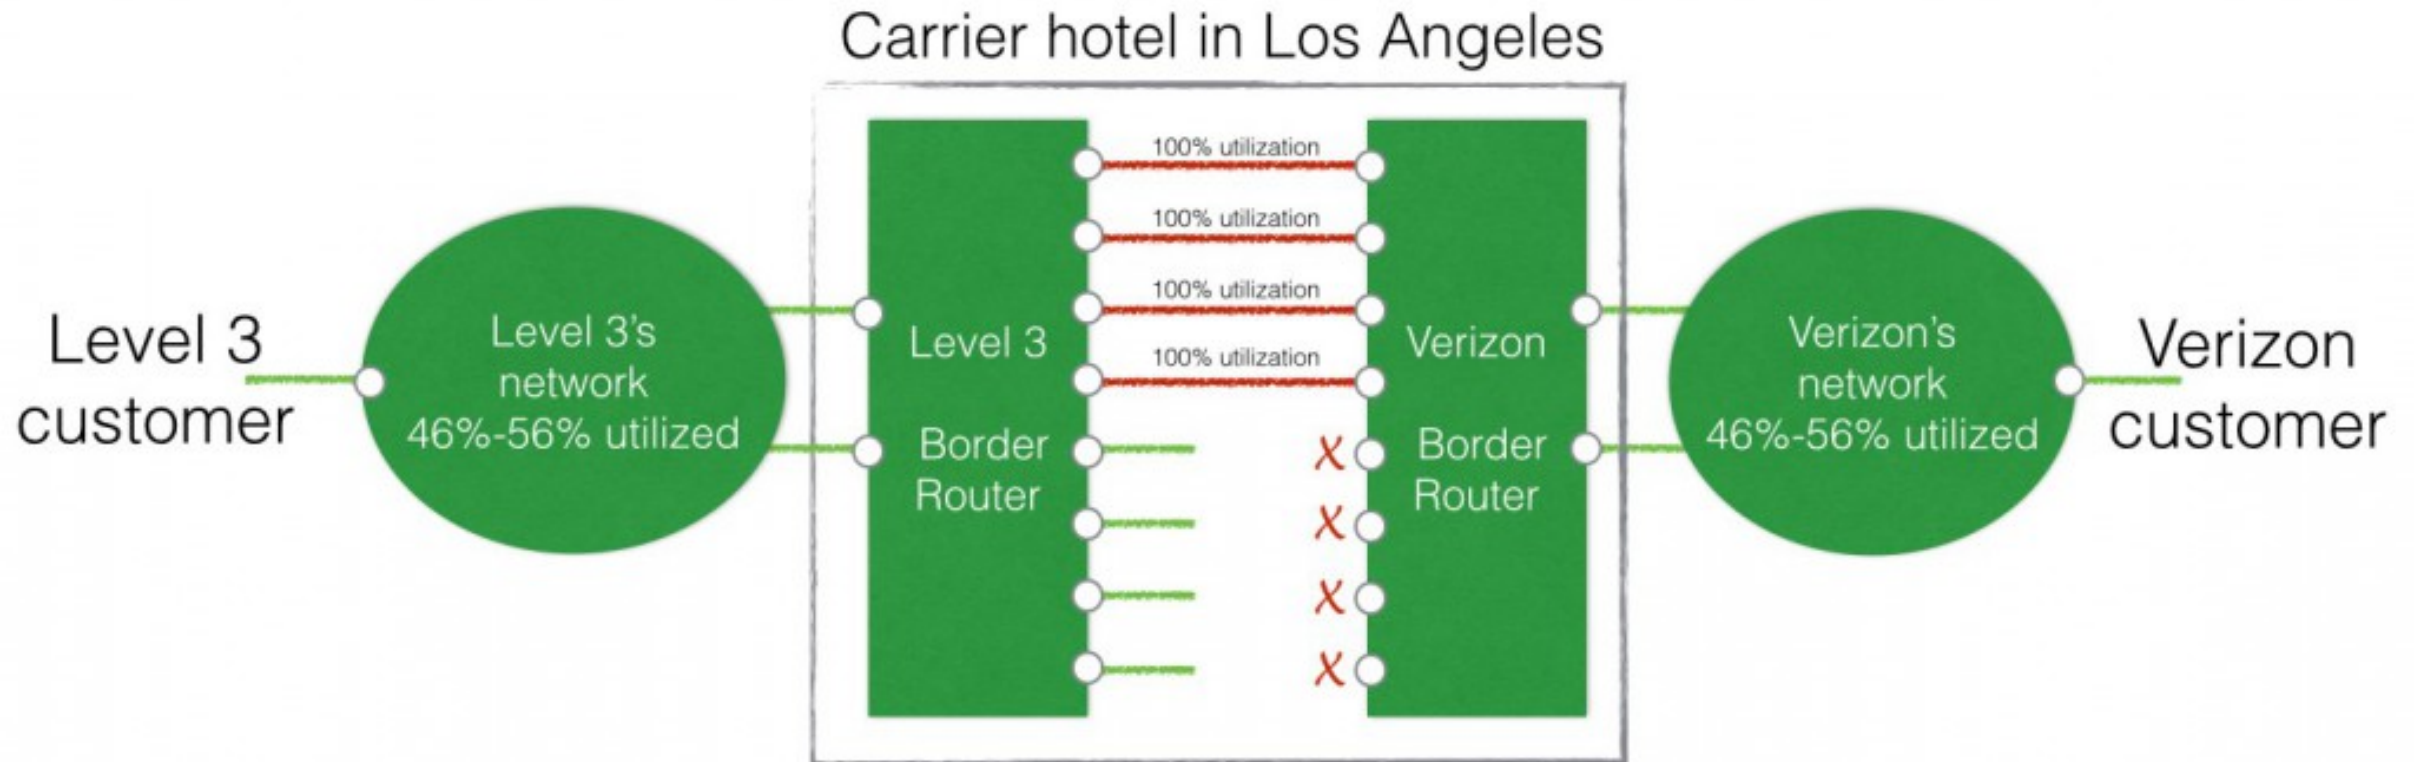 Carrier hotel in Los Angeles
Level 3
customer
Level 3's
network
46%-56% utilized
Level 3
Border
Router
100% utilization
100% utilization
100% utilization
100% utilization
X
X
X
X
Verizon
Border
Router
Verizon's
network
46%-56% utilized
Verizon
customer